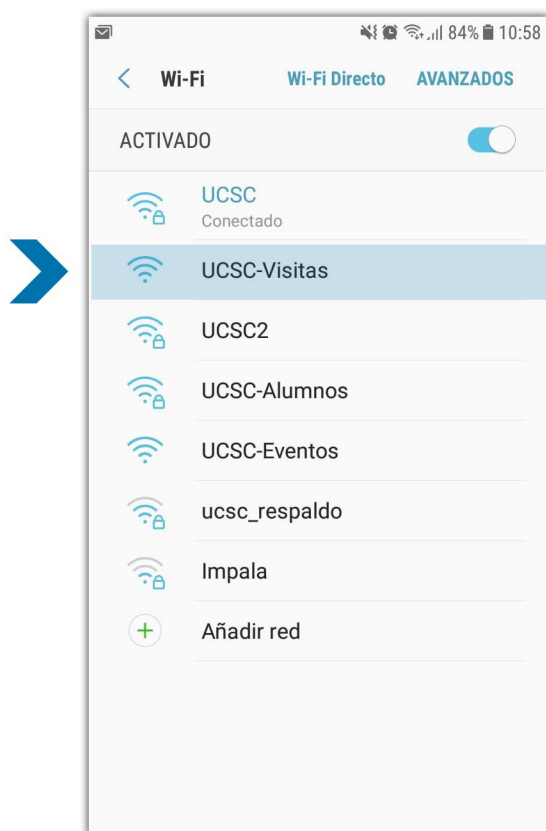 84% 10:58
Wi-Fi Wi-Fi Directo AVANZADOS
ACTIVADO
UCSC
Conectado
UCSC-Visitas
UCSC2
UCSC-Alumnos
UCSC-Eventos
ucsc_respaldo
Impala
Añadir red